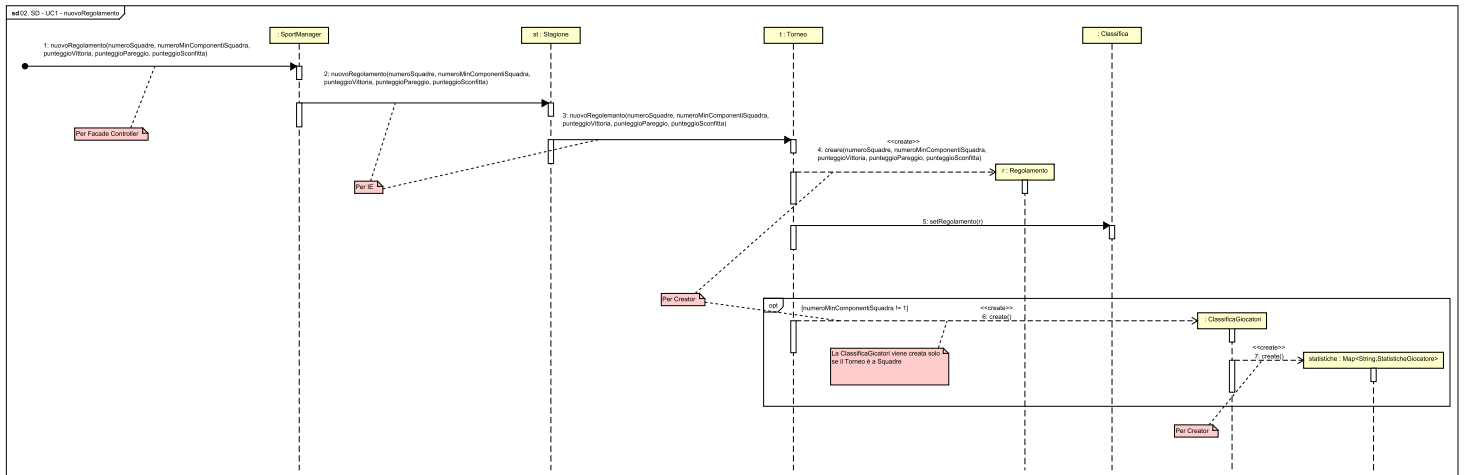 sd 02. SD - UC1 - nuovoRegolamento
: SportManager
st : Stagione
t : Torneo
: Classifica
1: nuovoRegolamento(numeroSquadre, numeroMinComponentiSquadra,
punteggioVittoria, punteggioPareggio, punteggioSconfitta)
2: nuovoRegolamento(numeroSquadre, numeroMinComponentiSquadra,
punteggioVittoria, punteggioPareggio, punteggioSconfitta)
3: nuovoRegolemanto(numeroSquadre, numeroMinComponentiSquadra,
punteggioVittoria, punteggioPareggio, punteggioSconfitta)
Per Facade Controller
<<create>>
4: creare(numeroSquadre, numeroMinComponentiSquadra,
punteggioVittoria, punteggioPareggio, punteggioSconfitta)
r : Regolamento
Per IE
5: setRegolamento(r)
Per Creator
opt
[numeroMinComponentiSquadra != 1]
<<create>>
6: create()
: ClassificaGiocatori
La ClassificaGicatori viene creata solo
se il Torneo è a Squadre
<<create>>
7: create()
statistiche : Map<String,StatisticheGiocatore>
Per Creator